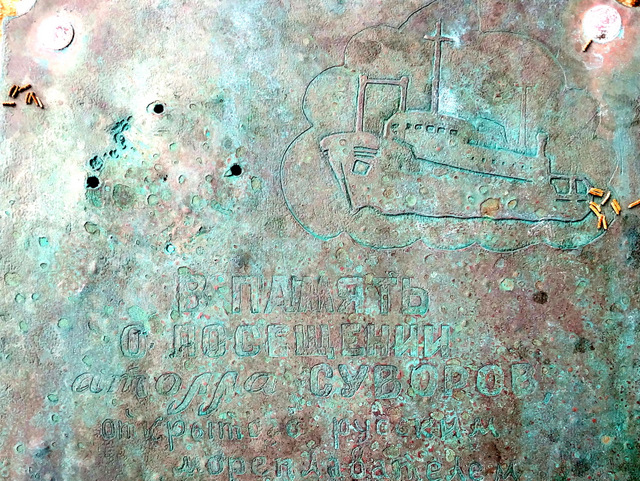 В ПАМЯТЬ
О ПОСЕЩЕНИИ
атолла СУВОРОВ,
открытого русским
мореплавателем